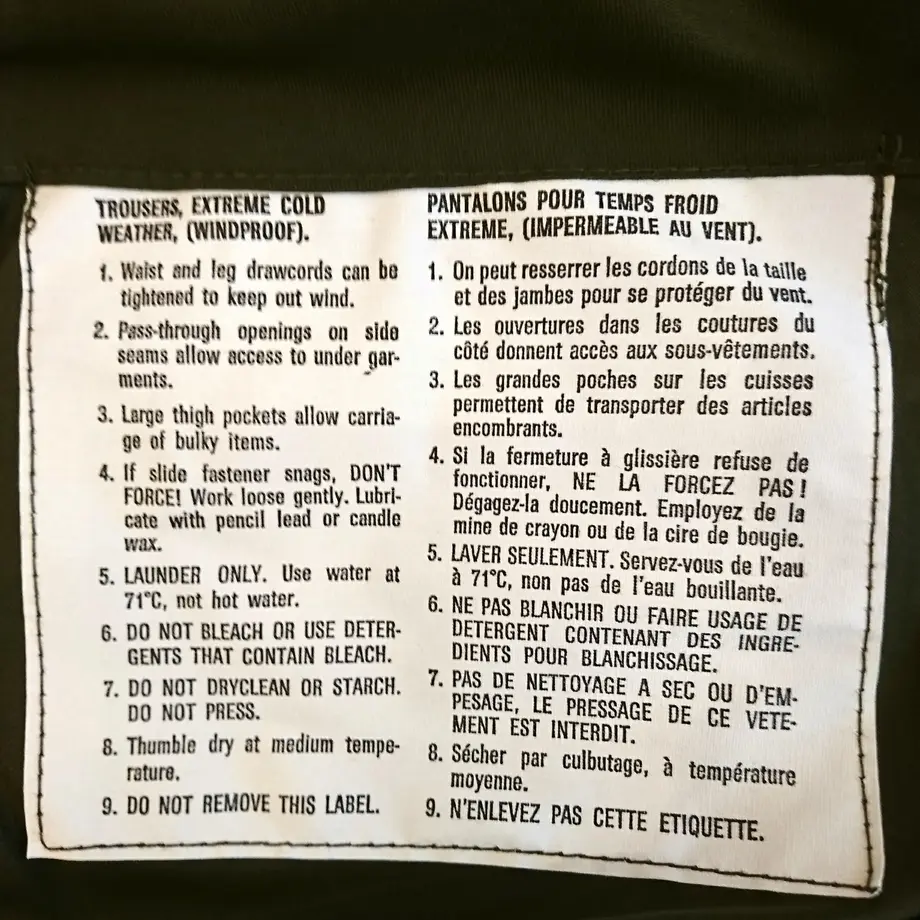 TROUSERS, EXTREME COLD
WEATHER, (WINDPROOF).
1. Waist and leg drawcords can be
tightened to keep out wind.
2. Pass-through openings on side
seams allow access to under gar-
ments.
3. Large thigh pockets allow carria-
ge of bulky items.
4. If slide fastener snags, DON'T
FORCE! Work loose gently. Lubri-
cate with pencil lead or candle
wax.
5. LAUNDER ONLY. Use water at
71°C, not hot water.
6. DO NOT BLEACH OR USE DETER-
GENTS THAT CONTAIN BLEACH.
7. DO NOT DRYCLEAN OR STARCH.
DO NOT PRESS.
8. Thumble dry at medium tempe-
rature.
9. DO NOT REMOVE THIS LABEL.
PANTALONS POUR TEMPS FROID
EXTREME, (IMPERMEABLE AU VENT).
1. On peut resserrer les cordons de la taille
et des jambes pour se protéger du vent.
2. Les ouvertures dans les coutures du
côté donnent accès aux sous-vêtements.
3. Les grandes poches sur les cuisses
permettent de transporter des articles
encombrants.
4. Si la fermeture à glissière refuse de
fonctionner, NE LA FORCEZ PAS!
Dégagez-la doucement. Employez de la
mine de crayon ou de la cire de bougie.
5. LAVER SEULEMENT. Servez-vous de l'eau
à 71°C, non pas de l'eau bouillante.
6. NE PAS BLANCHIR OU FAIRE USAGE DE
DETERGENT CONTENANT DES INGRE-
DIENTS POUR BLANCHISSAGE.
7. PAS DE NETTOYAGE A SEC OU D'EM-
PESAGE, LE PRESSAGE DE CE VETE-
MENT EST INTERDIT.
8. Sécher par culbutage, à température
moyenne.
9. N'ENLEVEZ PAS CETTE ETIQUETTE.